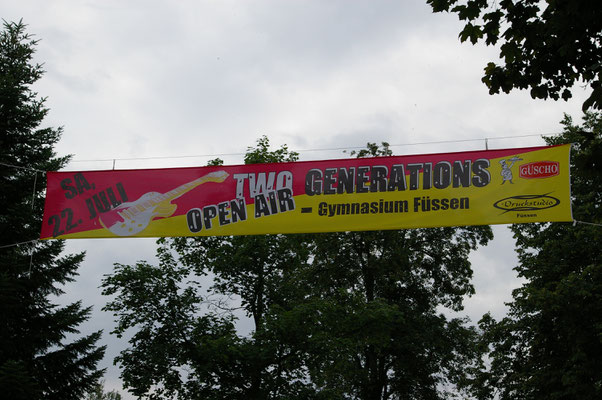 SA,
22. JULI
TWO GENERATIONS
OPEN AIR - Gymnasium Füssen
GUSCHO
Druckstudio
Füssen